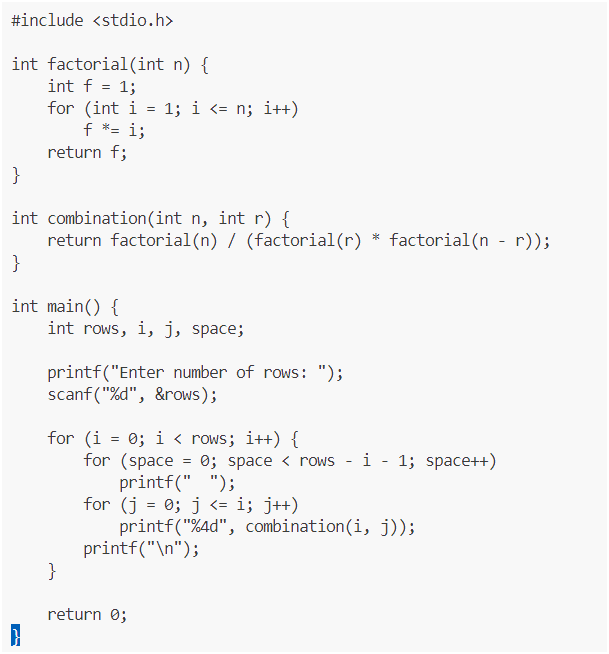 #include <stdio.h>

int factorial(int n) {
    int f = 1;
    for (int i = 1; i <= n; i++)
        f *= i;
    return f;
}

int combination(int n, int r) {
    return factorial(n) / (factorial(r) * factorial(n - r));
}

int main() {
    int rows, i, j, space;

    printf("Enter number of rows: ");
    scanf("%d", &rows);

    for (i = 0; i < rows; i++) {
        for (space = 0; space < rows - i - 1; space++)
            printf("  ");
        for (j = 0; j <= i; j++)
            printf("%4d", combination(i, j));
        printf("\n");
    }

    return 0;
}